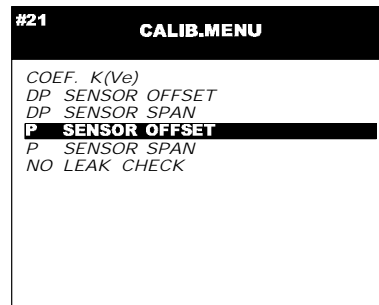 #21
CALIB.MENU
COEF. K(Ve)
DP SENSOR OFFSET
DP SENSOR SPAN
P SENSOR OFFSET
P SENSOR SPAN
NO LEAK CHECK